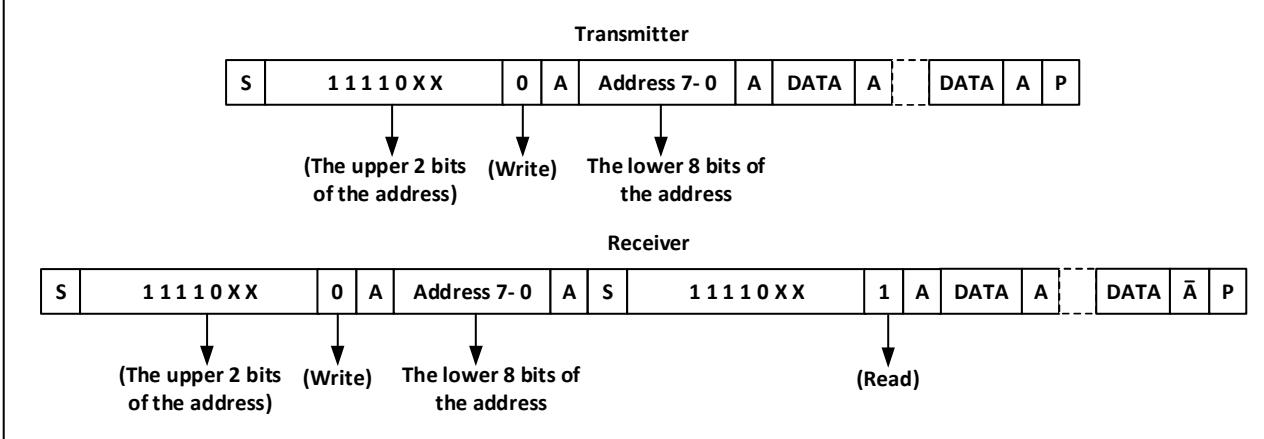 Transmitter
S 1 1 1 1 0 X X 0 A Address 7- 0 A DATA A DATA A P
(The upper 2 bits of the address) (Write) The lower 8 bits of the address
Receiver
S 1 1 1 1 0 X X 0 A Address 7- 0 A S 1 1 1 1 0 X X 1 A DATA A DATA Ā P
(The upper 2 bits of the address) (Write) The lower 8 bits of the address (Read)